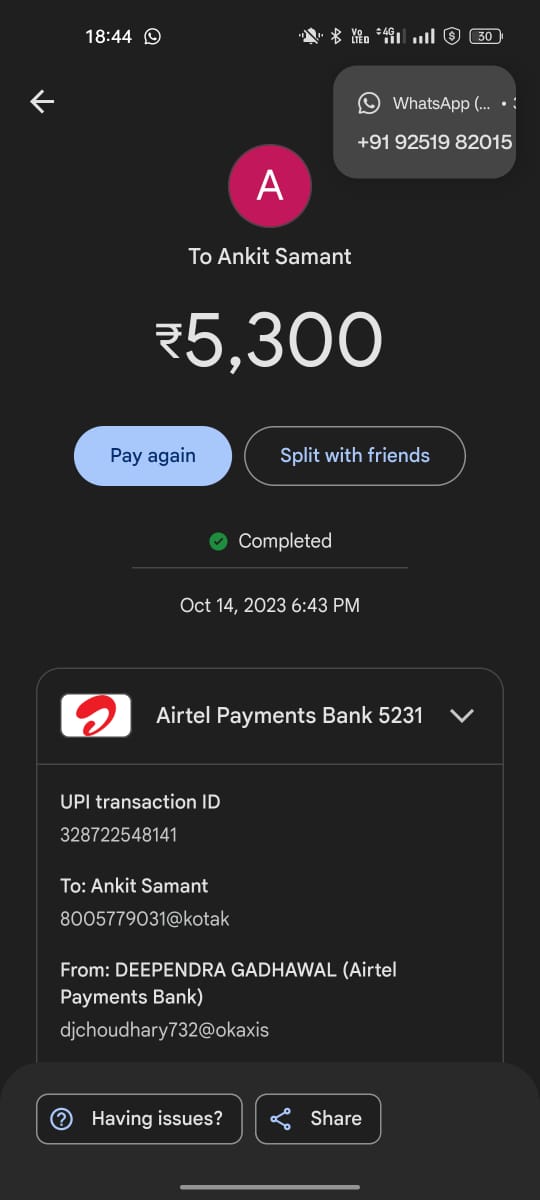 18:44
Vo LTE 4G 30
WhatsApp (... •
+91 92519 82015
A
To Ankit Samant
₹5,300
Pay again
Split with friends
Completed
Oct 14, 2023 6:43 PM
Airtel Payments Bank 5231
UPI transaction ID
328722548141
To: Ankit Samant
8005779031@kotak
From: DEEPENDRA GADHAWAL (Airtel
Payments Bank)
djchoudhary732@okaxis
Having issues?
Share